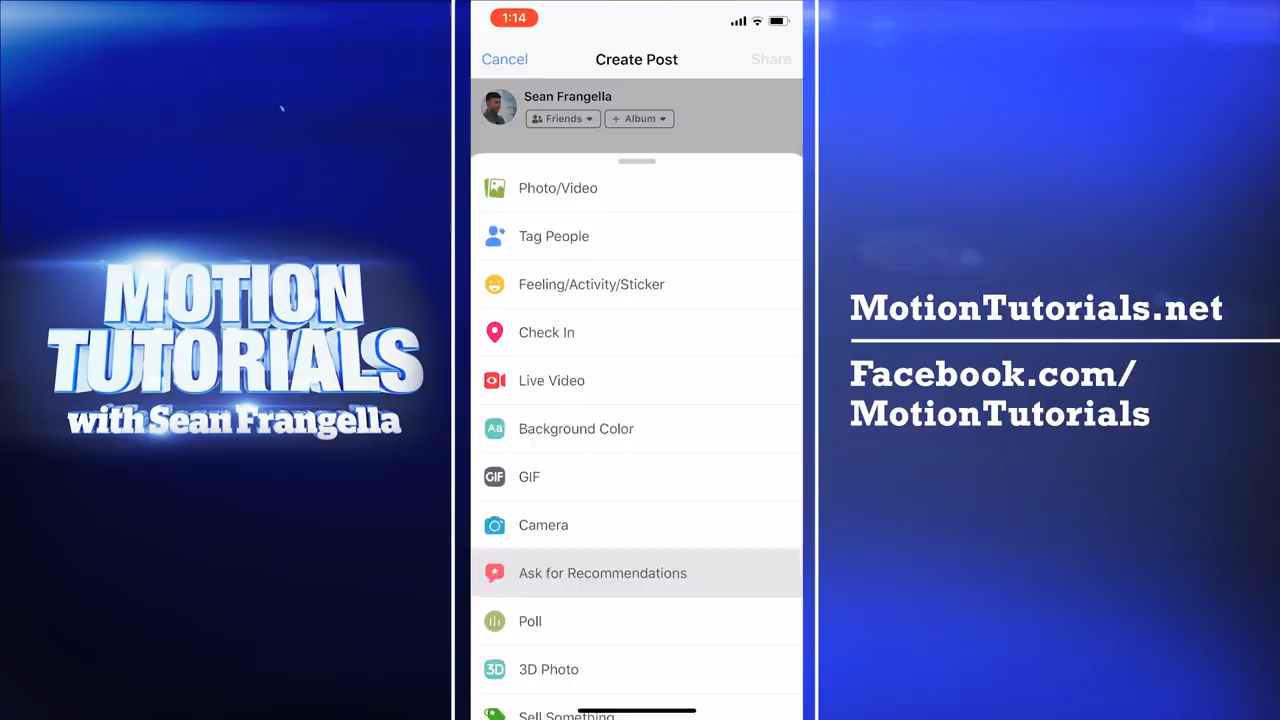 MOTION
TUTORIALS
with Sean Frangella
1:14
Cancel
Create Post
Share
Sean Frangella
Friends
+ Album
Photo/Video
Tag People
Feeling/Activity/Sticker
Check In
Live Video
Aa
Background Color
GIF
GIF
Camera
Ask for Recommendations
Poll
3D
3D Photo
Sell Something
MotionTutorials.net
Facebook.com/
MotionTutorials